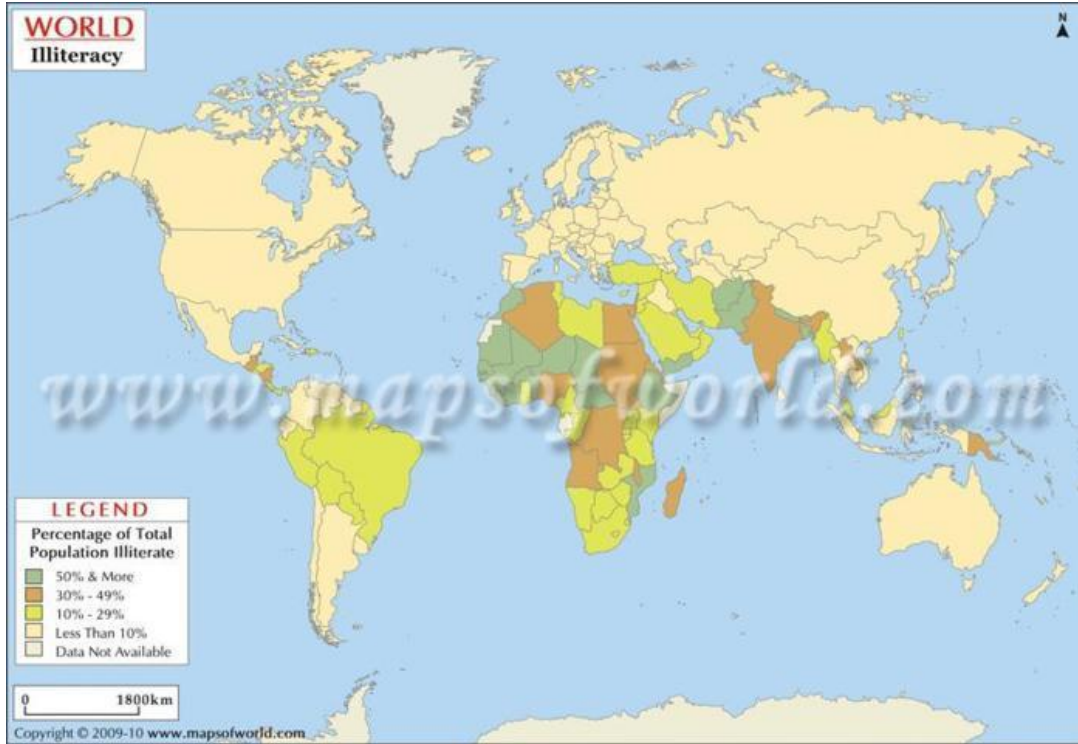 WORLD
Illiteracy
N
www.mapsofworld.com
LEGEND
Percentage of Total
Population Illiterate
50% & More
30% - 49%
10% - 29%
Less Than 10%
Data Not Available
0 1800km
Copyright © 2009-10 www.mapsofworld.com